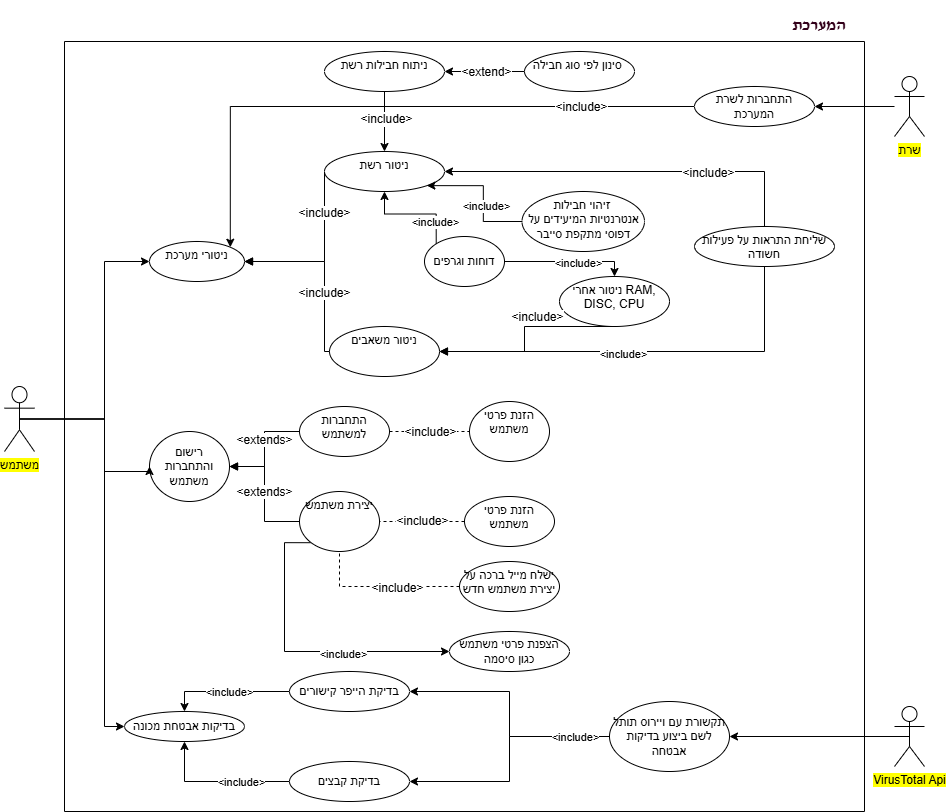 המערכת
ניתוח חבילות רשת
<extend>
סינון לפי סוג חבילה
<include>
<include>
התחברות לשרת
המערכת
שרת
ניטור רשת
<include>
<include>
<include>
<include>
זיהוי חבילות
אנטרנטיות המיעידים על
דפוסי מתקפת סייבר
ניטורי מערכת
דוחות וגרפים
<include>
שליחת התראות על פעילות
חשודה
<include>
ניטור אחרי RAM,
DISC, CPU
<include>
ניטור משאבים
<include>
משתמש
רישום
והתחברות
משתמש
<extends>
התחברות
למשתמש
<include>
הזנת פרטי
משתמש
<extends>
יצירת משתמש
<include>
הזנת פרטי
משתמש
<include>
ישלח מייל ברכה על
יצירת משתמש חדש
<include>
הצפנת פרטי משתמש
כגון סיסמה
בדיקות אבטחת מכונה
<include>
בדיקת הייפר קישורים
<include>
תקשורת עם ויירוס תוטל
לשם ביצוע בדיקות
אבטחה
<include>
בדיקת קבצים
VirusTotal Api